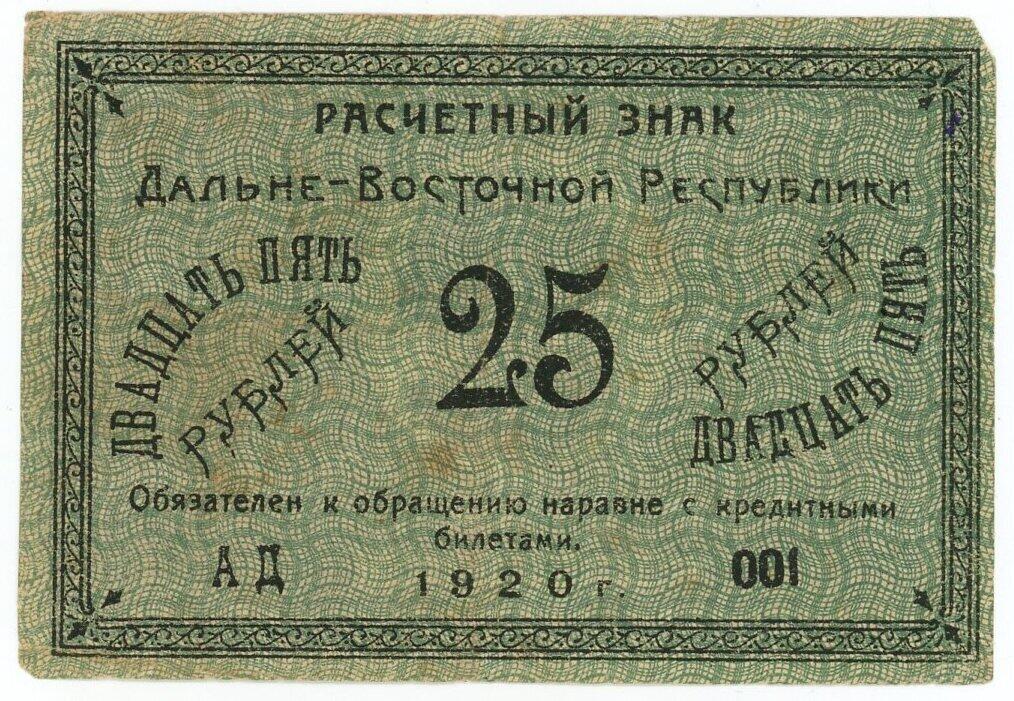 РАСЧЕТНЫЙ ЗНАК
ДАЛЬНЕ-ВОСТОЧНОЙ РЕСПУБЛИКИ
ДВАДЦАТЬ ПЯТЬ
РУБЛЕЙ
25
РУБЛЕЙ
ДВАДЦАТЬ ПЯТЬ
Обязателен к обращению наравне с кредитными
билетами.
АД
1920 г.
001